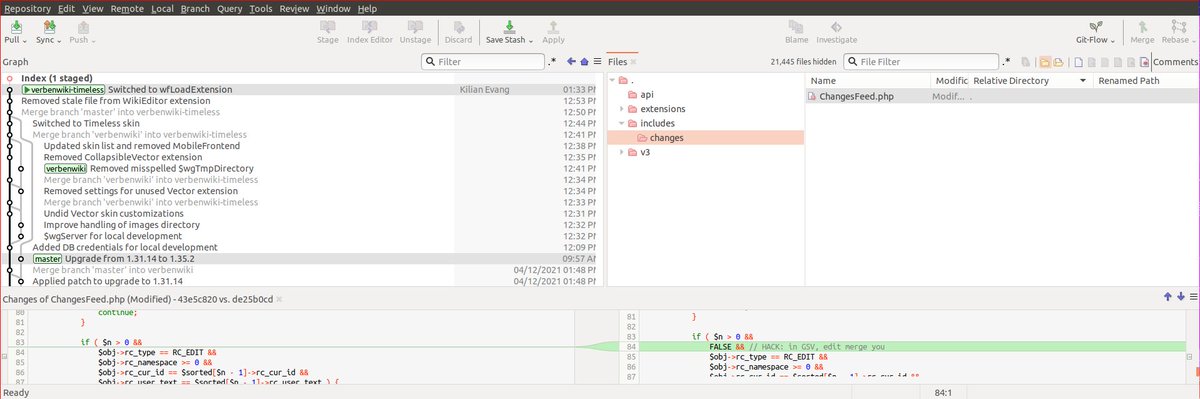 Repository Edit View Remote Local Branch Query Tools Review Window Help
Pull Sync Push Stage Index Editor Unstage Discard Save Stash Apply Blame Investigate Git-Flow Merge Rebase
Graph Filter .* Files 21,445 files hidden File Filter .* Comments
Index (1 staged)
verbenwiki-timeless Switched to wfLoadExtension Kilian Evang 01:33 PM
Removed stale file from WikiEditor extension 12:53 PM
Merge branch 'master' into verbenwiki-timeless 12:50 PM
Switched to Timeless skin 12:44 PM
Merge branch 'verbenwiki' into verbenwiki-timeless 12:41 PM
Updated skin list and removed MobileFrontend 12:38 PM
Removed CollapsibleVector extension 12:35 PM
verbenwiki Removed misspelled $wgTmpDirectory 12:41 PM
Merge branch 'verbenwiki' into verbenwiki-timeless 12:34 PM
Removed settings for unused Vector extension 12:34 PM
Merge branch 'verbenwiki' into verbenwiki-timeless 12:33 PM
Undid Vector skin customizations 12:31 PM
Improve handling of images directory 12:32 PM
$wgServer for local development 12:32 PM
Added DB credentials for local development 12:09 PM
master Upgrade from 1.31.14 to 1.35.2 09:57 AM
Merge branch 'master' into verbenwiki 04/12/2021 01:48 PM
Applied patch to upgrade to 1.31.14 04/12/2021 01:48 PM
.
api
extensions
includes
changes
v3
Name Modific Relative Directory Renamed Path
ChangesFeed.php Modif... .
Changes of ChangesFeed.php (Modified) - 43e5c820 vs. de25b0cd
80 continue;
81 }
82
83 if ( $n > 0 &&
84 $obj->rc_type == RC_EDIT &&
85 $obj->rc_namespace >= 0 &&
86 $obj->rc_cur_id == $sorted[$n - 1]->rc_cur_id &&
87 $obj->rc_user_text == $sorted[$n - 1]->rc_user_text ) {
81 }
82
83 if ( $n > 0 &&
84 FALSE && // HACK: in GSV, edit merge you
85 $obj->rc_type == RC_EDIT &&
86 $obj->rc_namespace >= 0 &&
87 $obj->rc_cur_id == $sorted[$n - 1]->rc_cur_id &&
Ready 84:1